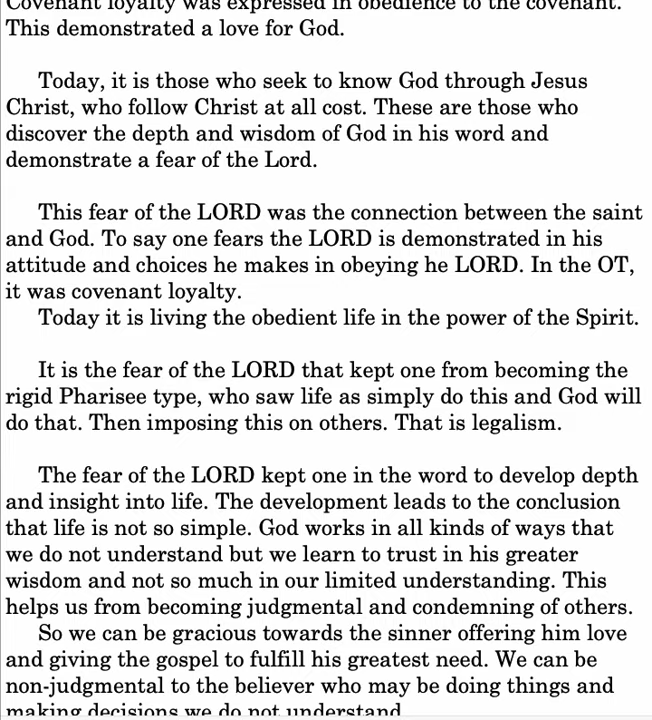 Covenant loyalty was expressed in obedience to the covenant.
This demonstrated a love for God.
Today, it is those who seek to know God through Jesus
Christ, who follow Christ at all cost. These are those who
discover the depth and wisdom of God in his word and
demonstrate a fear of the Lord.
This fear of the LORD was the connection between the saint
and God. To say one fears the LORD is demonstrated in his
attitude and choices he makes in obeying he LORD. In the OT,
it was covenant loyalty.
Today it is living the obedient life in the power of the Spirit.
It is the fear of the LORD that kept one from becoming the
rigid Pharisee type, who saw life as simply do this and God will
do that. Then imposing this on others. That is legalism.
The fear of the LORD kept one in the word to develop depth
and insight into life. The development leads to the conclusion
that life is not so simple. God works in all kinds of ways that
we do not understand but we learn to trust in his greater
wisdom and not so much in our limited understanding. This
helps us from becoming judgmental and condemning of others.
So we can be gracious towards the sinner offering him love
and giving the gospel to fulfill his greatest need. We can be
non-judgmental to the believer who may be doing things and
making decisions we do not understand